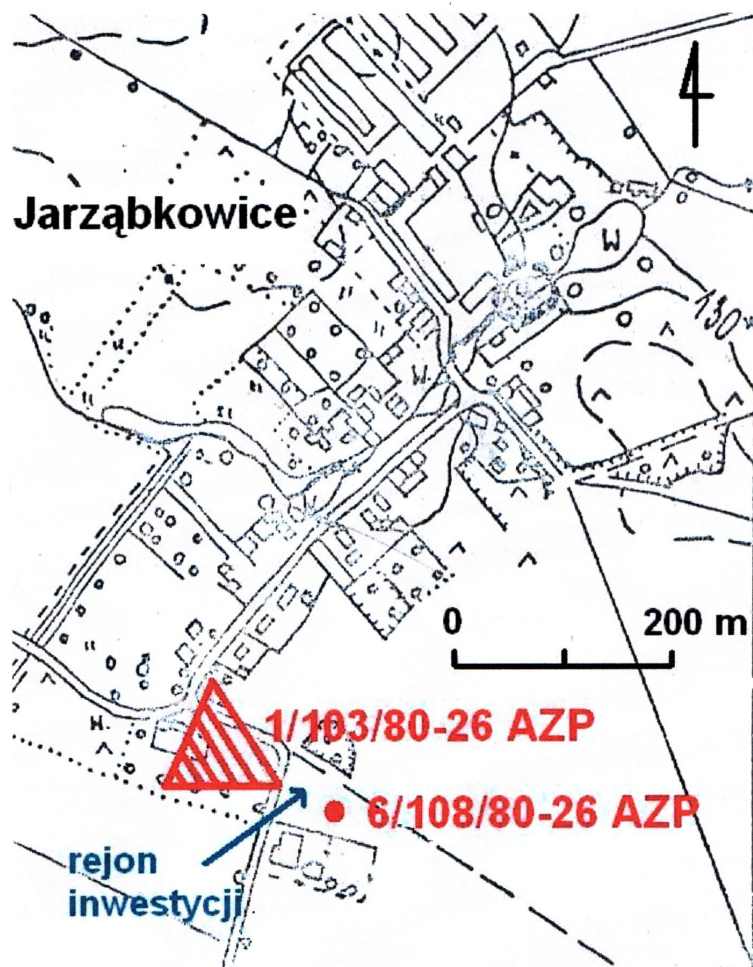 Jarząbkowice
W
130
W.
0 200 m
1/103/80-26 AZP
W.
6/108/80-26 AZP
rejon
inwestycji